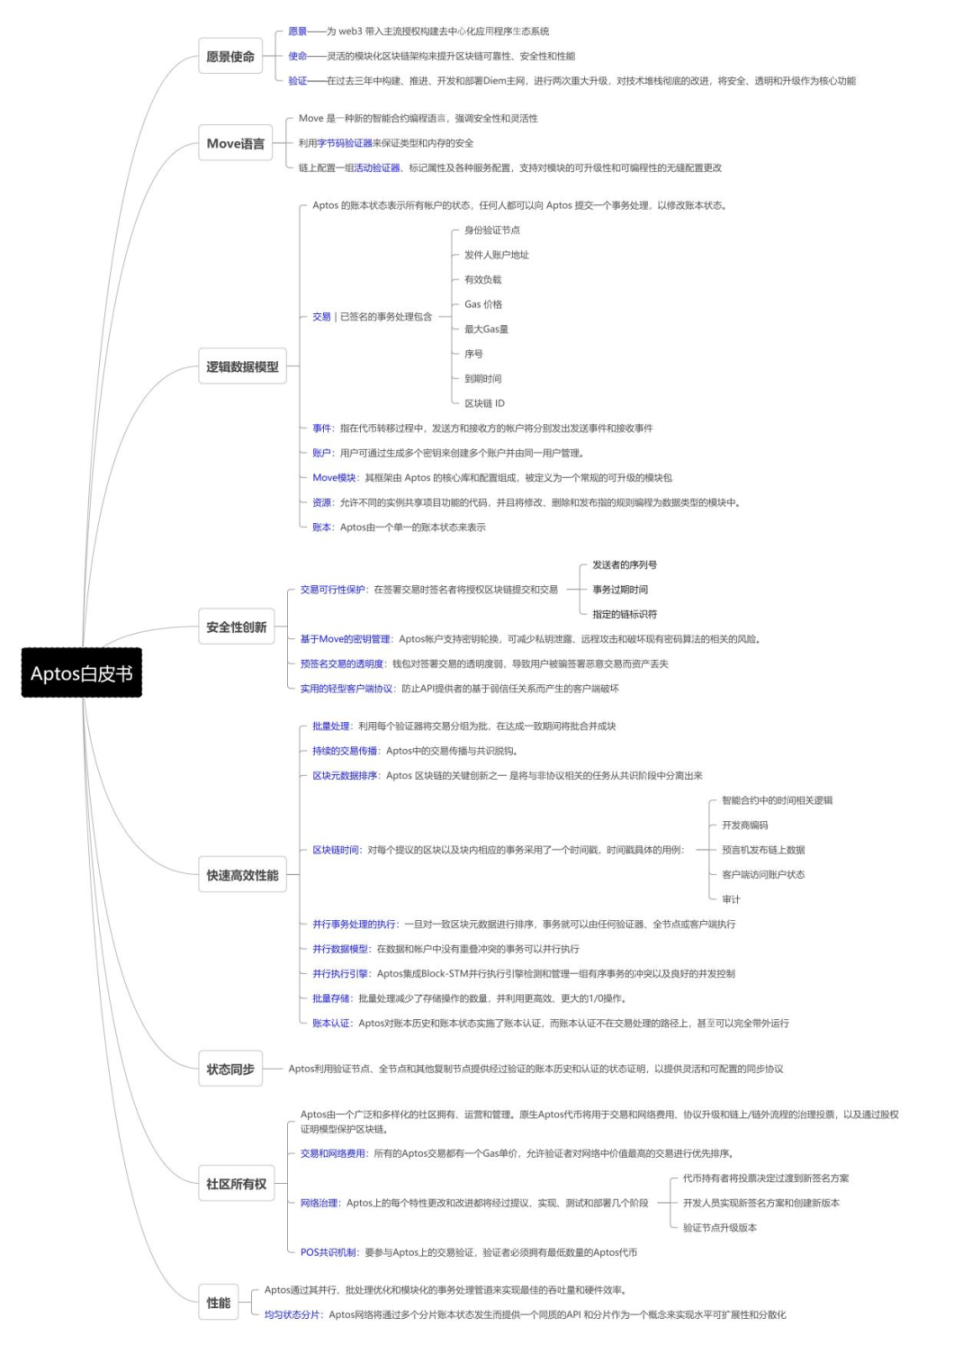 Aptos白皮书
愿景使命
愿景——为 web3 带入主流授权构建去中心化应用程序生态系统
使命——灵活的模块化区块链架构来提升区块链可靠性、安全性和性能
验证——在过去三年中构建、推进、开发和部署Diem主网，进行两次重大升级，对技术堆栈彻底的改进，将安全、透明和升级作为核心功能
Move语言
Move 是一种新的智能合约编程语言，强调安全性和灵活性
利用字节码验证器来保证类型和内存的安全
链上配置一组活动验证器、标记属性及各种服务配置，支持对模块的可升级性和可编程性的无缝配置更改
逻辑数据模型
Aptos 的账本状态表示所有帐户的状态，任何人都可以向 Aptos 提交一个事务处理，以修改账本状态。
交易 | 已签名的事务处理包含
身份验证节点
发件人账户地址
有效负载
Gas 价格
最大Gas量
序号
到期时间
区块链 ID
事件：指在代币转移过程中，发送方和接收方的帐户将分别发出发送事件和接收事件
账户：用户可通过生成多个密钥来创建多个账户并由同一用户管理。
Move模块：其框架由 Aptos 的核心库和配置组成，被定义为一个常规的可升级的模块包
资源：允许不同的实例共享项目功能的代码，并且将修改、删除和发布指的规则编程为数据类型的模块中。
账本：Aptos由一个单一的账本状态来表示
安全性创新
交易可行性保护：在签署交易时签名者将授权区块链提交和交易
发送者的序列号
事务过期时间
指定的链标识符
基于Move的密钥管理：Aptos帐户支持密钥轮换，可减少私钥泄露、远程攻击和破坏现有密码算法的相关的风险。
预签名交易的透明度：钱包对签署交易的透明度弱，导致用户被骗签署恶意交易而资产丢失
实用的轻型客户端协议：防止API提供者的基于弱信任关系而产生的客户端破坏
快速高效性能
批量处理：利用每个验证器将交易分组为批，在达成一致期间将批合并成块
持续的交易传播：Aptos中的交易传播与共识脱钩。
区块元数据排序：Aptos 区块链的关键创新之一 是将与非协议相关的任务从共识阶段中分离出来
区块链时间：对每个提议的区块以及块内相应的事务采用了一个时间戳，时间戳具体的用例：
智能合约中的时间相关逻辑
开发商编码
预言机发布链上数据
客户端访问账户状态
审计
并行事务处理的执行：一旦对一致区块元数据进行排序，事务就可以由任何验证器、全节点或客户端执行
并行数据模型：在数据和帐户中没有重叠冲突的事务可以并行执行
并行执行引擎：Aptos集成Block-STM并行执行引擎检测和管理一组有序事务的冲突以及良好的并发控制
批量存储：批量处理减少了存储操作的数量，并利用更高效、更大的1/0操作。
账本认证：Aptos对账本历史和账本状态实施了账本认证，而账本认证不在交易处理的路径上，甚至可以完全带外运行
状态同步
Aptos利用验证节点、全节点和其他复制节点提供经过验证的账本历史和认证的状态证明，以提供灵活和可配置的同步协议
社区所有权
Aptos由一个广泛和多样化的社区拥有、运营和管理。原生Aptos代币将用于交易和网络费用、协议升级和链上/链外流程的治理投票，以及通过股权
证明模型保护区块链。
交易和网络费用：所有的Aptos交易都有一个Gas单价，允许验证者对网络中价值最高的交易进行优先排序。
网络治理：Aptos上的每个特性更改和改进都将经过提议、实现、测试和部署几个阶段
代币持有者将投票决定过渡到新签名方案
开发人员实现新签名方案和创建新版本
验证节点升级版本
POS共识机制：要参与Aptos上的交易验证，验证者必须拥有最低数量的Aptos代币
性能
Aptos通过其并行、批处理优化和模块化的事务处理管道来实现最佳的吞吐量和硬件效率。
均匀状态分片：Aptos网络将通过多个分片账本状态发生而提供一个同质的API 和分片作为一个概念来实现水平可扩展性和分散化